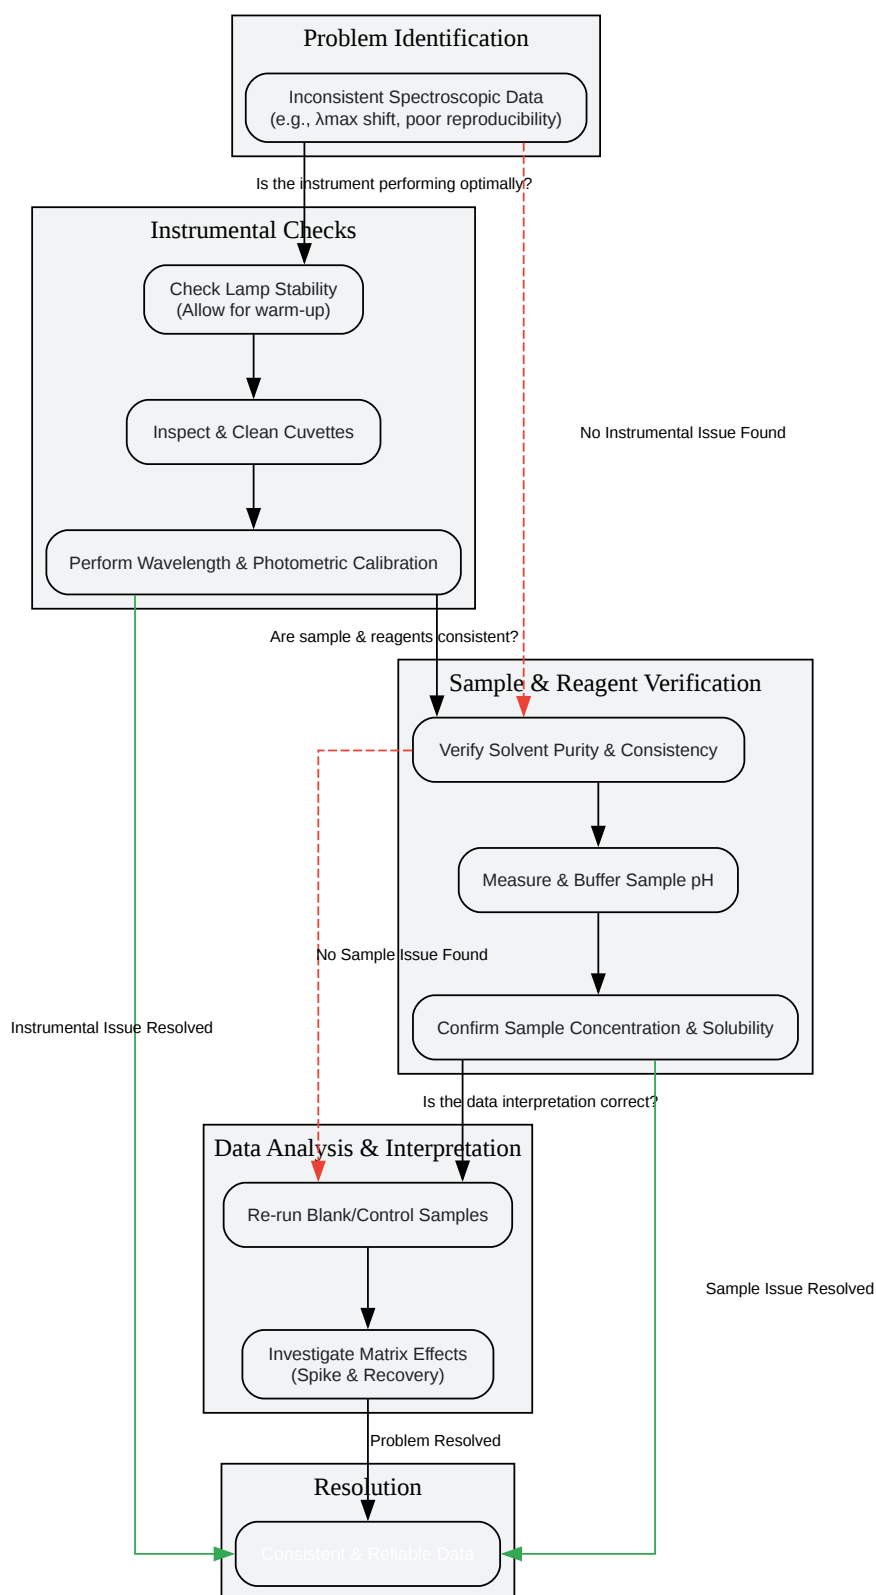 Problem Identification
Inconsistent Spectroscopic Data
(e.g., λmax shift, poor reproducibility)
Is the instrument performing optimally?
Instrumental Checks
Check Lamp Stability
(Allow for warm-up)
Inspect & Clean Cuvettes
No Instrumental Issue Found
Perform Wavelength & Photometric Calibration
Are sample & reagents consistent?
Sample & Reagent Verification
Verify Solvent Purity & Consistency
Measure & Buffer Sample pH
No Sample Issue Found
Instrumental Issue Resolved
Confirm Sample Concentration & Solubility
Is the data interpretation correct?
Data Analysis & Interpretation
Re-run Blank/Control Samples
Sample Issue Resolved
Investigate Matrix Effects
(Spike & Recovery)
Problem Resolved
Resolution
Consistent & Reliable Data